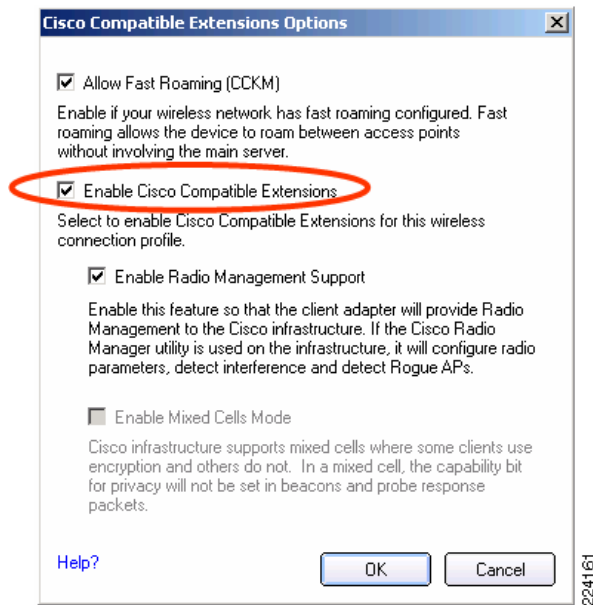 Cisco Compatible Extensions Options
Allow Fast Roaming (CCKM)
Enable if your wireless network has fast roaming configured. Fast
roaming allows the device to roam between access points
without involving the main server.
Enable Cisco Compatible Extensions
Select to enable Cisco Compatible Extensions for this wireless
connection profile.
Enable Radio Management Support
Enable this feature so that the client adapter will provide Radio
Management to the Cisco infrastructure. If the Cisco Radio
Manager utility is used on the infrastructure, it will configure radio
parameters, detect interference and detect Rogue APs.
Enable Mixed Cells Mode
Cisco infrastructure supports mixed cells where some clients use
encryption and others do not.  In a mixed cell, the capability bit
for privacy will not be set in beacons and probe response
packets.
Help?
OK
Cancel
224161